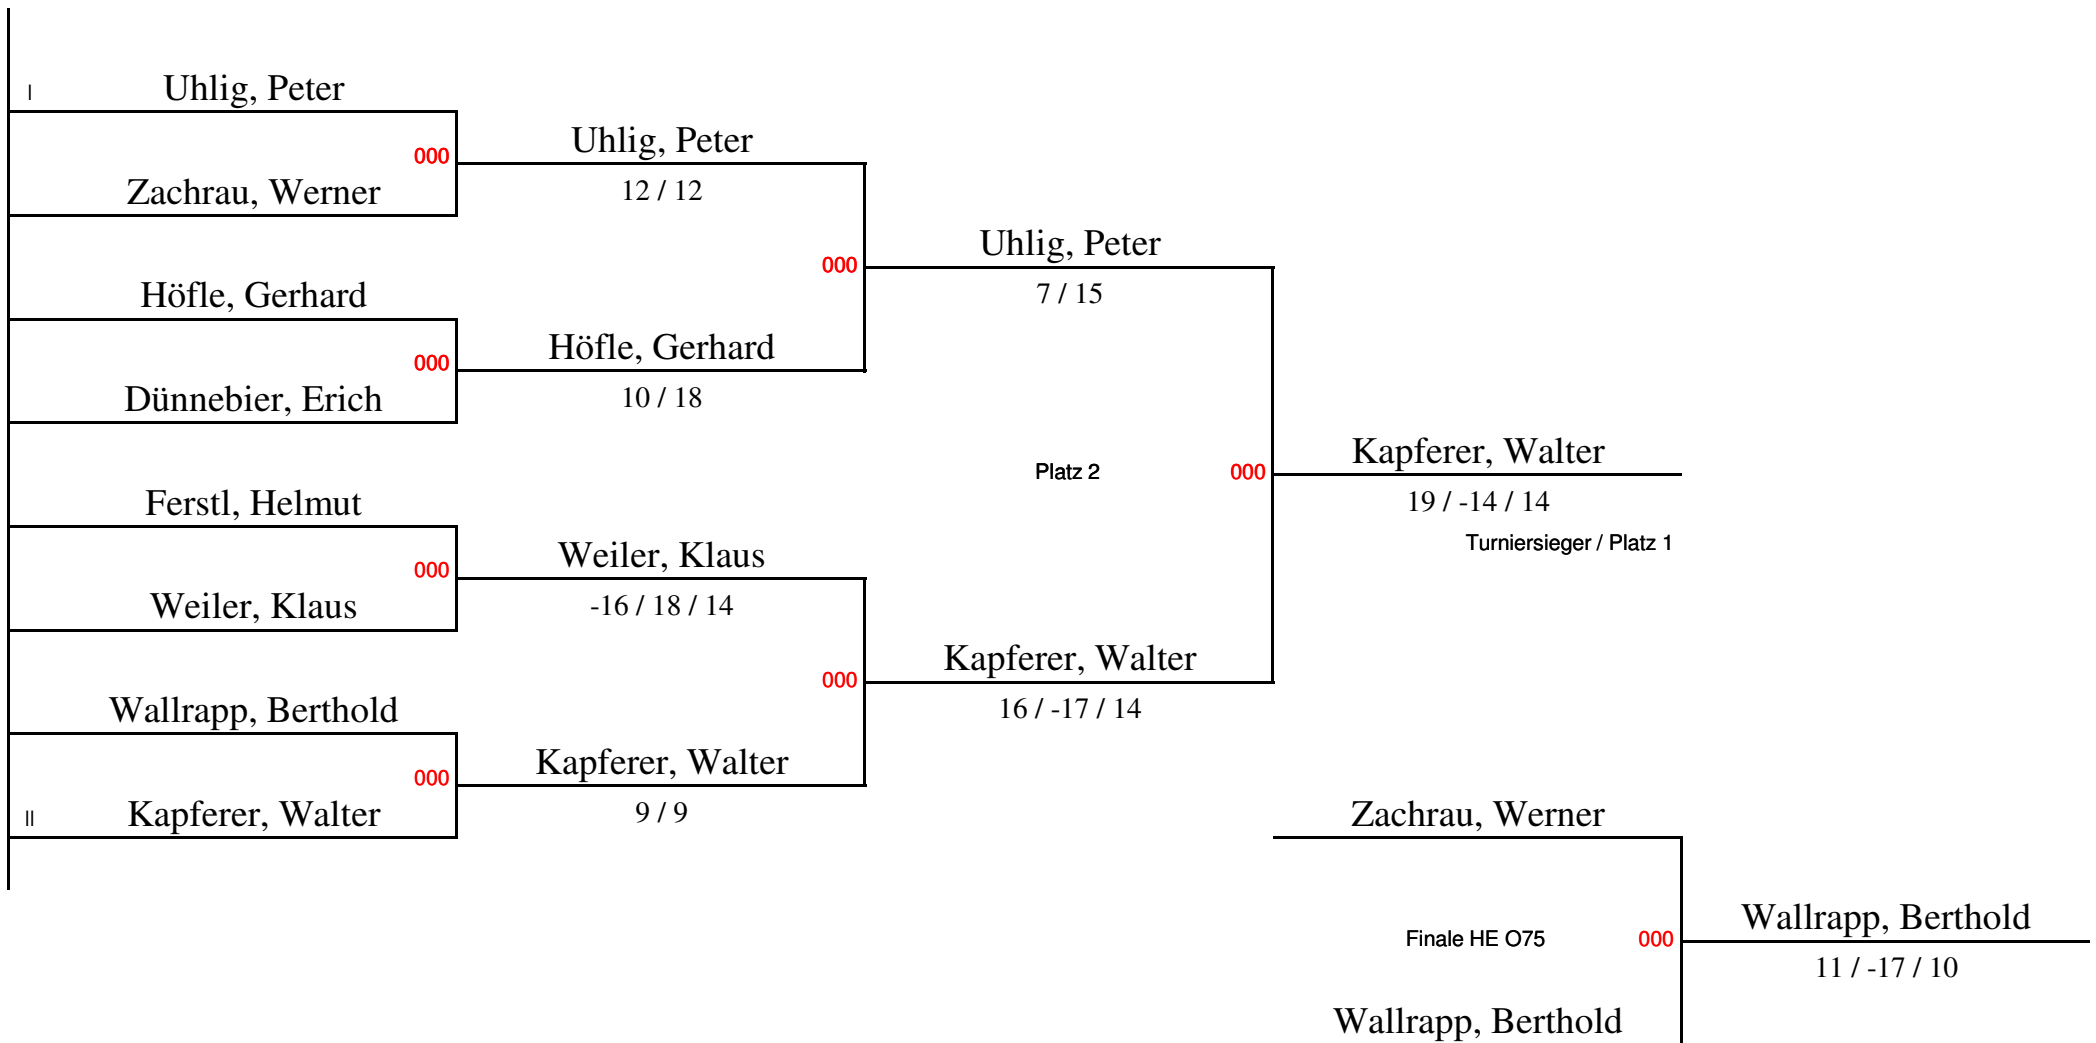 I
Uhlig, Peter
000
Zachrau, Werner
Uhlig, Peter
12 / 12
Höfle, Gerhard
000
Dünnebier, Erich
Höfle, Gerhard
10 / 18
000
Uhlig, Peter
7 / 15
Ferstl, Helmut
000
Weiler, Klaus
Weiler, Klaus
-16 / 18 / 14
Wallrapp, Berthold
000
II
Kapferer, Walter
Kapferer, Walter
9 / 9
000
Kapferer, Walter
16 / -17 / 14
Platz 2
000
Kapferer, Walter
19 / -14 / 14
Turniersieger / Platz 1
Zachrau, Werner
Finale HE O75
000
Wallrapp, Berthold
Wallrapp, Berthold
11 / -17 / 10